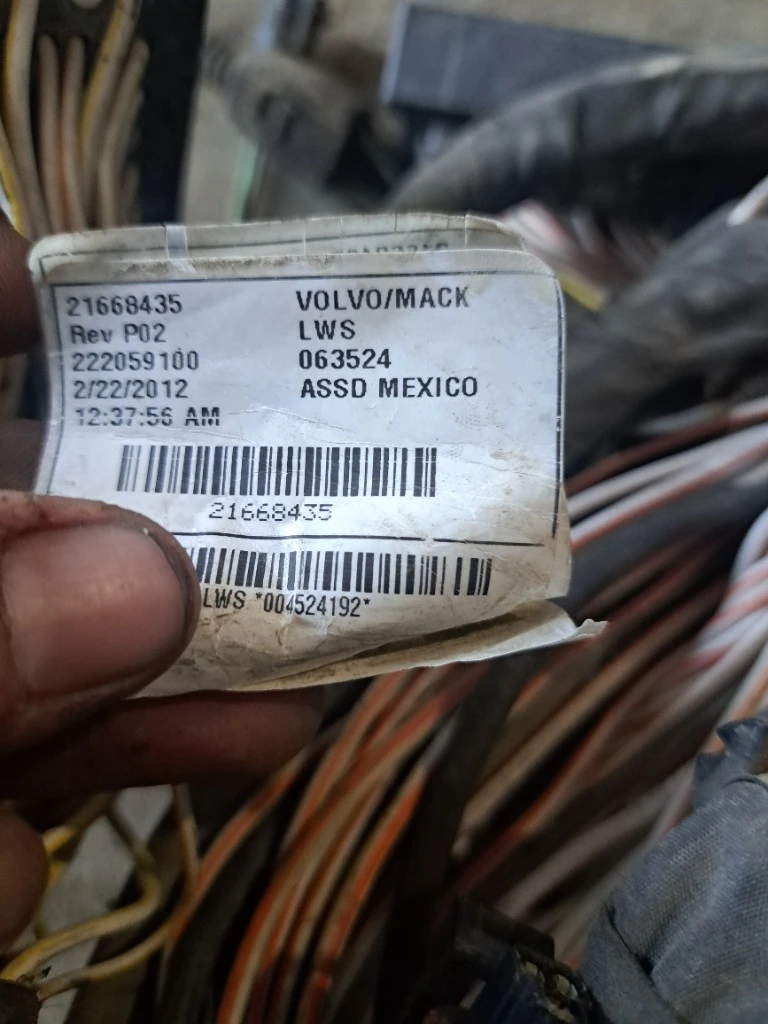 21668435 VOLVO/MACK
Rev P02 LWS
222059100 063524
2/22/2012 ASSD MEXICO
12:37:56 AM
21668435
LWS *004524192*